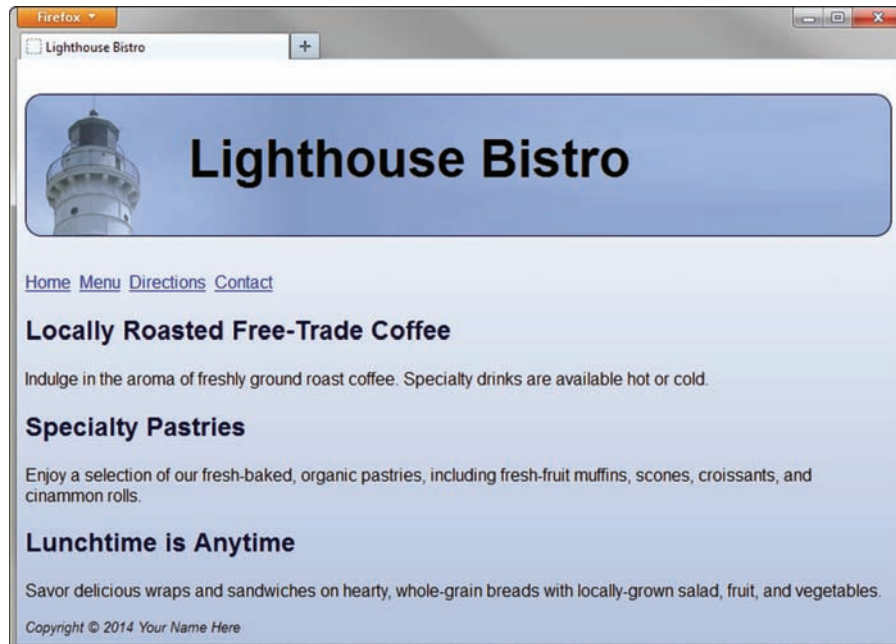 Firefox
Lighthouse Bistro
Lighthouse Bistro
Home Menu Directions Contact
Locally Roasted Free-Trade Coffee
Indulge in the aroma of freshly ground roast coffee. Specialty drinks are available hot or cold.
Specialty Pastries
Enjoy a selection of our fresh-baked, organic pastries, including fresh-fruit muffins, scones, croissants, and
cinammon rolls.
Lunchtime is Anytime
Savor delicious wraps and sandwiches on hearty, whole-grain breads with locally-grown salad, fruit, and vegetables.
Copyright © 2014 Your Name Here